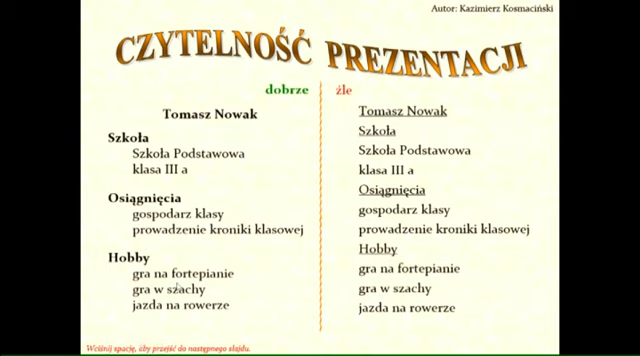 Autor: Kazimierz Kosmaciński
CZYTELNOŚĆ PREZENTACJI
dobrze
Tomasz Nowak
Szkoła
Szkoła Podstawowa
klasa III a
Osiągnięcia
gospodarz klasy
prowadzenie kroniki klasowej
Hobby
gra na fortepianie
gra w szachy
jazda na rowerze
źle
Tomasz Nowak
Szkoła
Szkoła Podstawowa
klasa III a
Osiągnięcia
gospodarz klasy
prowadzenie kroniki klasowej
Hobby
gra na fortepianie
gra w szachy
jazda na rowerze
Wciśnij spację, aby przejść do następnego slajdu.